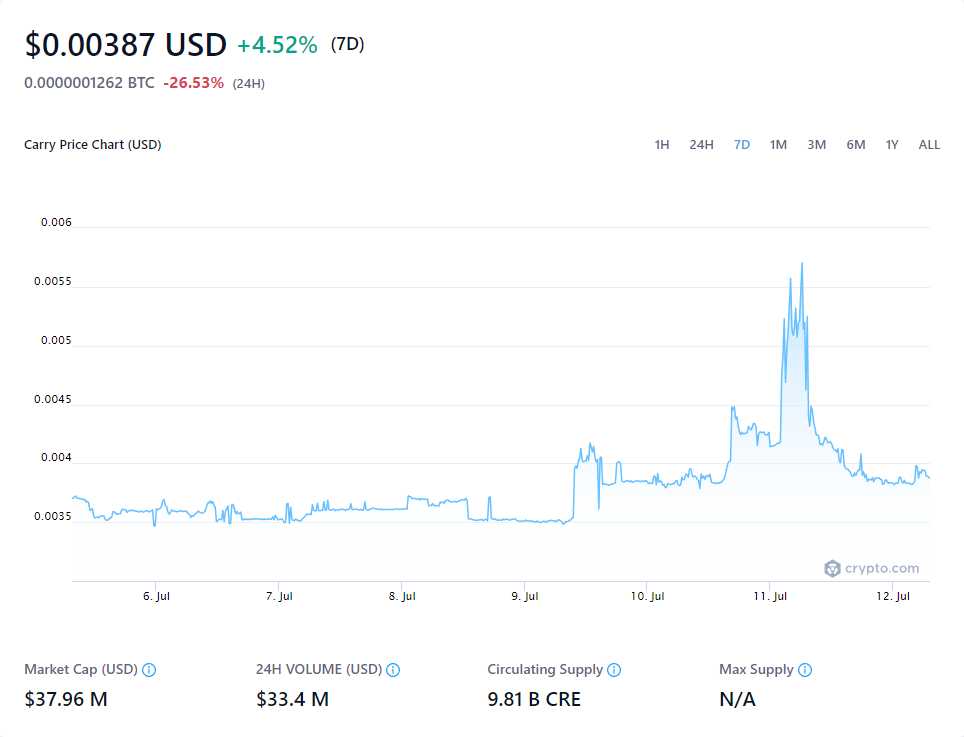 $0.00387 USD +4.52% (7D)
0.0000001262 BTC -26.53% (24H)
Carry Price Chart (USD) 1H 24H 7D 1M 3M 6M 1Y ALL
0.006
0.0055
0.005
0.0045
0.004
0.0035
crypto.com
6. Jul 7. Jul 8. Jul 9. Jul 10. Jul 11. Jul 12. Jul
Market Cap (USD) 24H VOLUME (USD) Circulating Supply Max Supply
$37.96 M $33.4 M 9.81 B CRE N/A